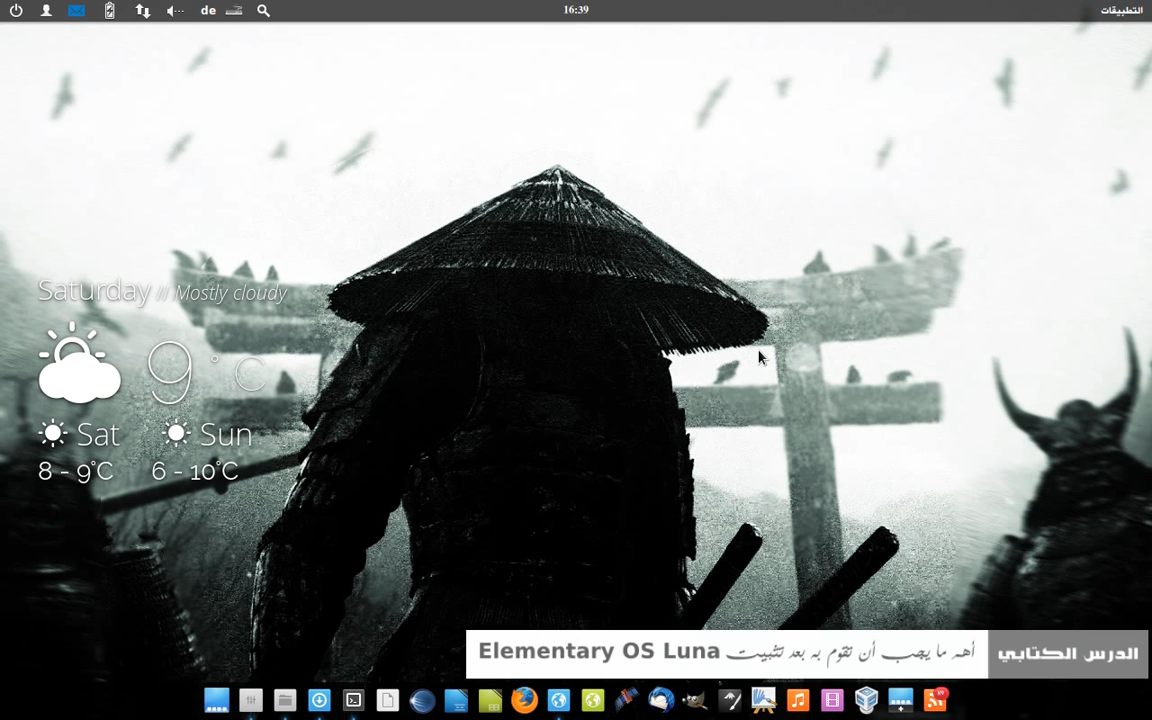 de
16:39
التطبيقات
Saturday // Mostly cloudy
9 ° C
Sat Sun
8 - 9°C 6 - 10°C
الدرس الكتابي
أهم ما يجب أن تقوم به بعد تثبيت Elementary OS Luna